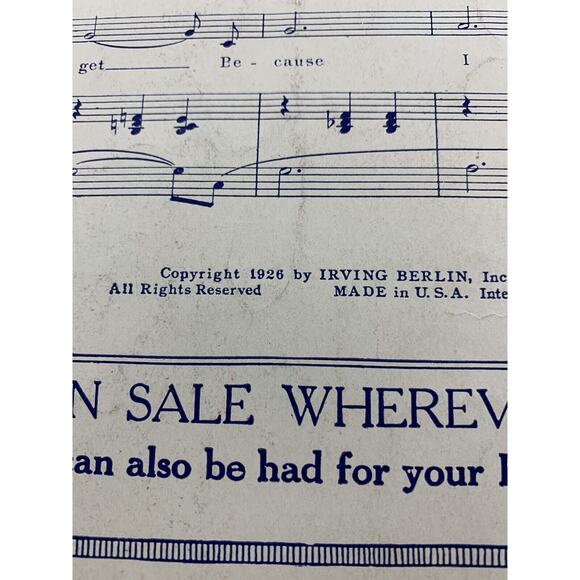 get Be - cause I
Copyright 1926 by IRVING BERLIN, Inc
All Rights Reserved MADE in U.S.A. Inte
N SALE WHEREV
can also be had for your